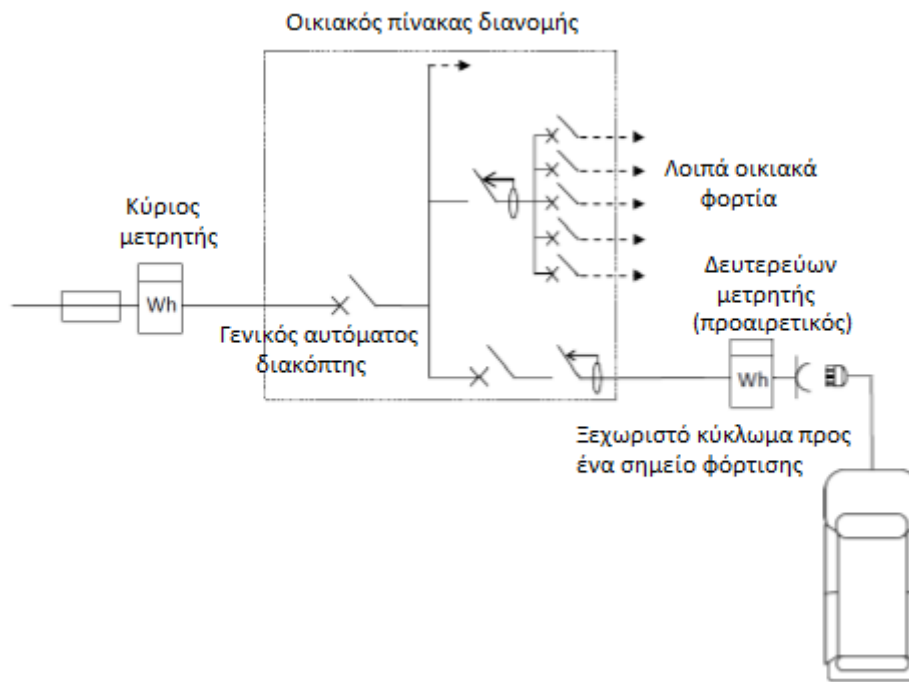 Οικιακός πίνακας διανομής
Λοιπά οικιακά
φορτία
Κύριος
μετρητής
Wh
Γενικός αυτόματος
διακόπτης
Δευτερεύων
μετρητής
(προαιρετικός)
Wh
Ξεχωριστό κύκλωμα προς
ένα σημείο φόρτισης